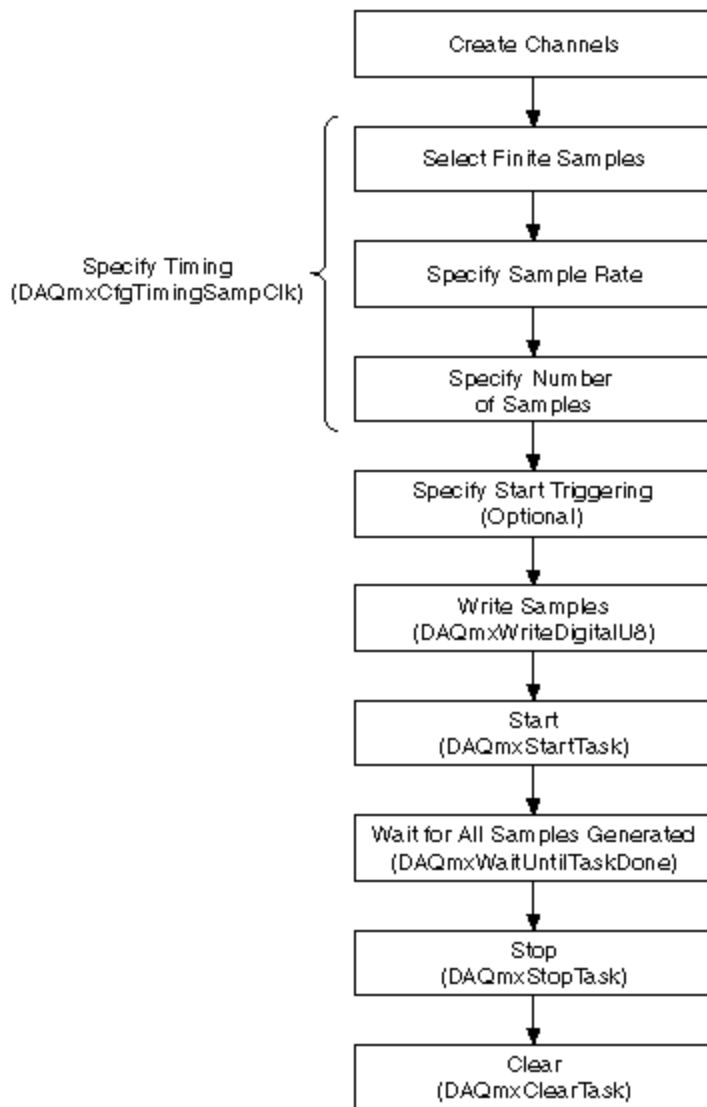 Create Channels
Select Finite Samples
Specify Timing
(DAQmxCfgTimingSampClk)
Specify Sample Rate
Specify Number
of Samples
Specify Start Triggering
(Optional)
Write Samples
(DAQmxWriteDigitalU8)
Start
(DAQmxStartTask)
Wait for All Samples Generated
(DAQmxWaitUntilTaskDone)
Stop
(DAQmxStopTask)
Clear
(DAQmxClearTask)